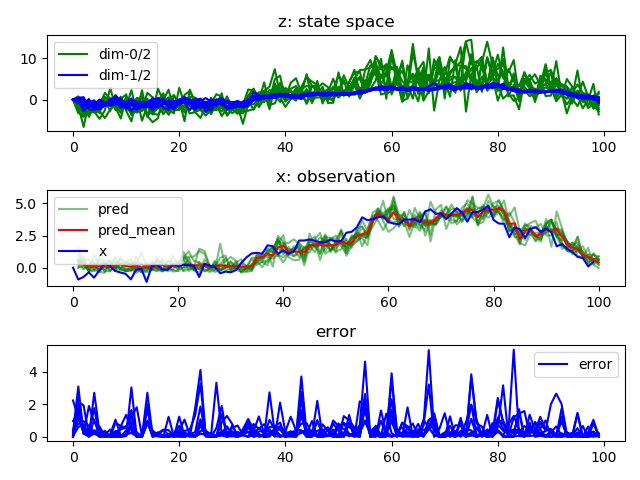 z: state space
10
0
dim-0/2
dim-1/2
0 20 40 60 80 100
x: observation
5.0
2.5
0.0
pred
pred_mean
x
0 20 40 60 80 100
error
4
2
0
error
0 20 40 60 80 100